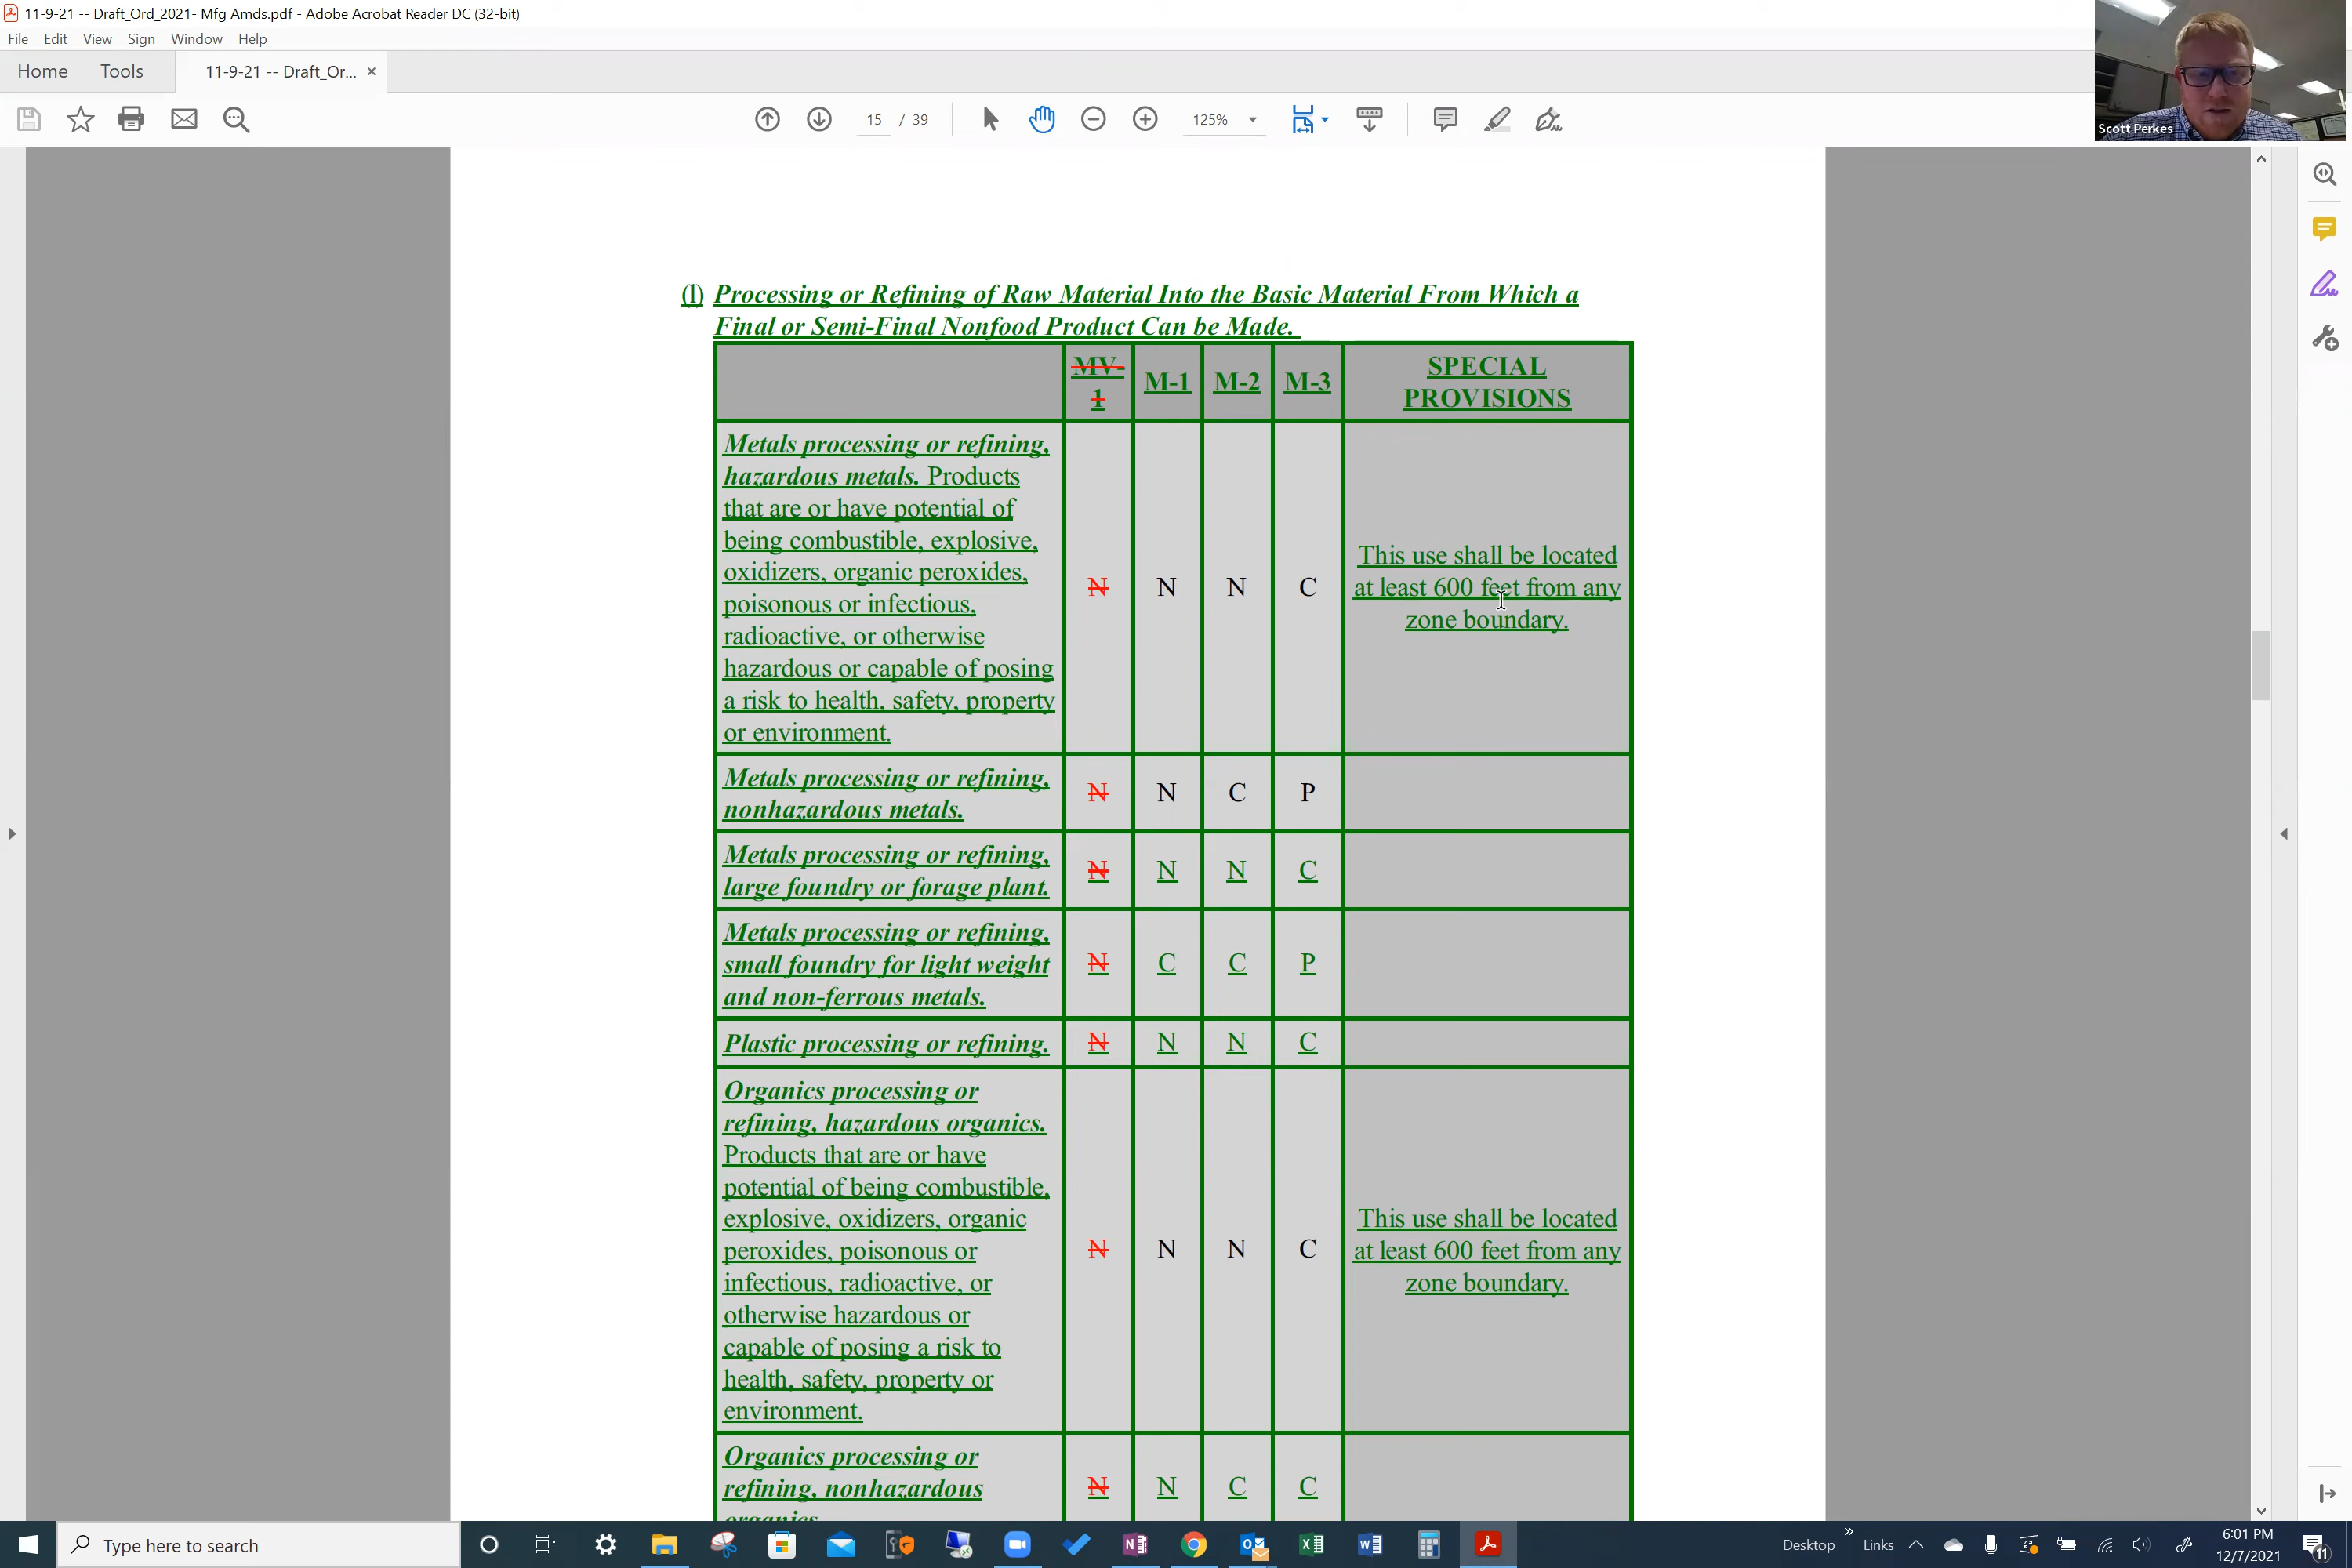 11-9-21 -- Draft_Ord_2021- Mfg Amds.pdf - Adobe Acrobat Reader DC (32-bit)
File Edit View Sign Window Help
Home Tools 11-9-21 -- Draft_Or... ×
15 / 39 125%
Scott Perkes
(l) Processing or Refining of Raw Material Into the Basic Material From Which a
Final or Semi-Final Nonfood Product Can be Made.
MV-1 M-1 M-2 M-3 SPECIAL PROVISIONS
Metals processing or refining,
hazardous metals. Products
that are or have potential of
being combustible, explosive,
oxidizers, organic peroxides,
poisonous or infectious,
radioactive, or otherwise
hazardous or capable of posing
a risk to health, safety, property
or environment.
N N N C
This use shall be located
at least 600 feet from any
zone boundary.
Metals processing or refining,
nonhazardous metals.
N N C P
Metals processing or refining,
large foundry or forage plant.
N N N C
Metals processing or refining,
small foundry for light weight
and non-ferrous metals.
N C C P
Plastic processing or refining.
N N N C
Organics processing or
refining, hazardous organics.
Products that are or have
potential of being combustible,
explosive, oxidizers, organic
peroxides, poisonous or
infectious, radioactive, or
otherwise hazardous or
capable of posing a risk to
health, safety, property or
environment.
N N N C
This use shall be located
at least 600 feet from any
zone boundary.
Organics processing or
refining, nonhazardous
organics.
N N C C
Type here to search
Desktop » Links
6:01 PM
12/7/2021
11